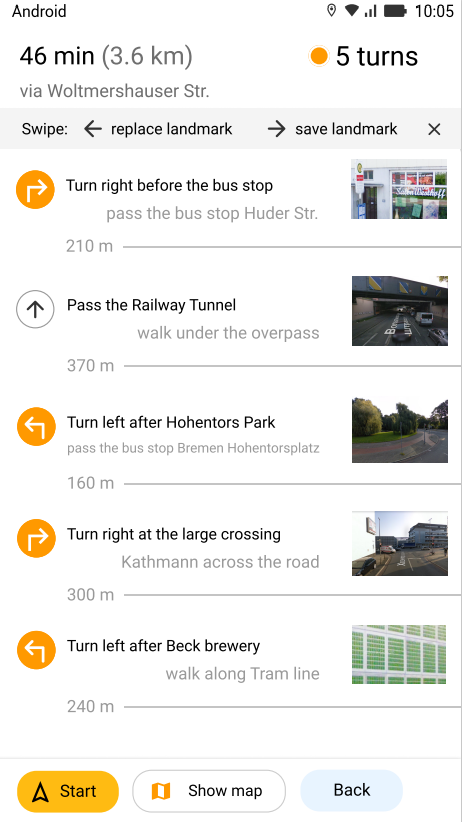 Android
10:05
46 min (3.6 km)
5 turns
via Woltmershauser Str.
Swipe:
replace landmark
save landmark
Turn right before the bus stop
pass the bus stop Huder Str.
210 m
Pass the Railway Tunnel
walk under the overpass
370 m
Turn left after Hohentors Park
pass the bus stop Bremen Hohentorsplatz
160 m
Turn right at the large crossing
Kathmann across the road
300 m
Turn left after Beck brewery
walk along Tram line
240 m
Start
Show map
Back